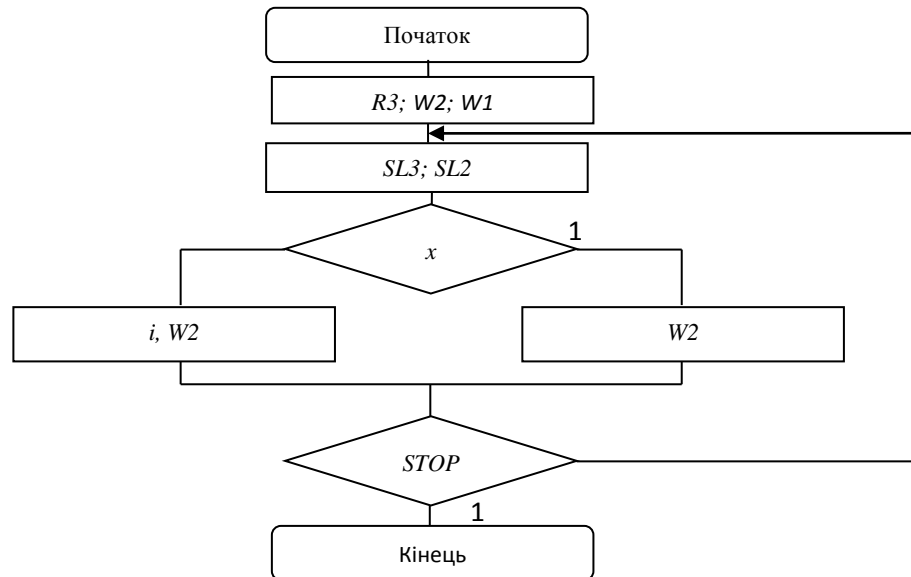 Початок
R3; W2; W1
SL3; SL2
x
1
i, W2
W2
STOP
1
Кінець